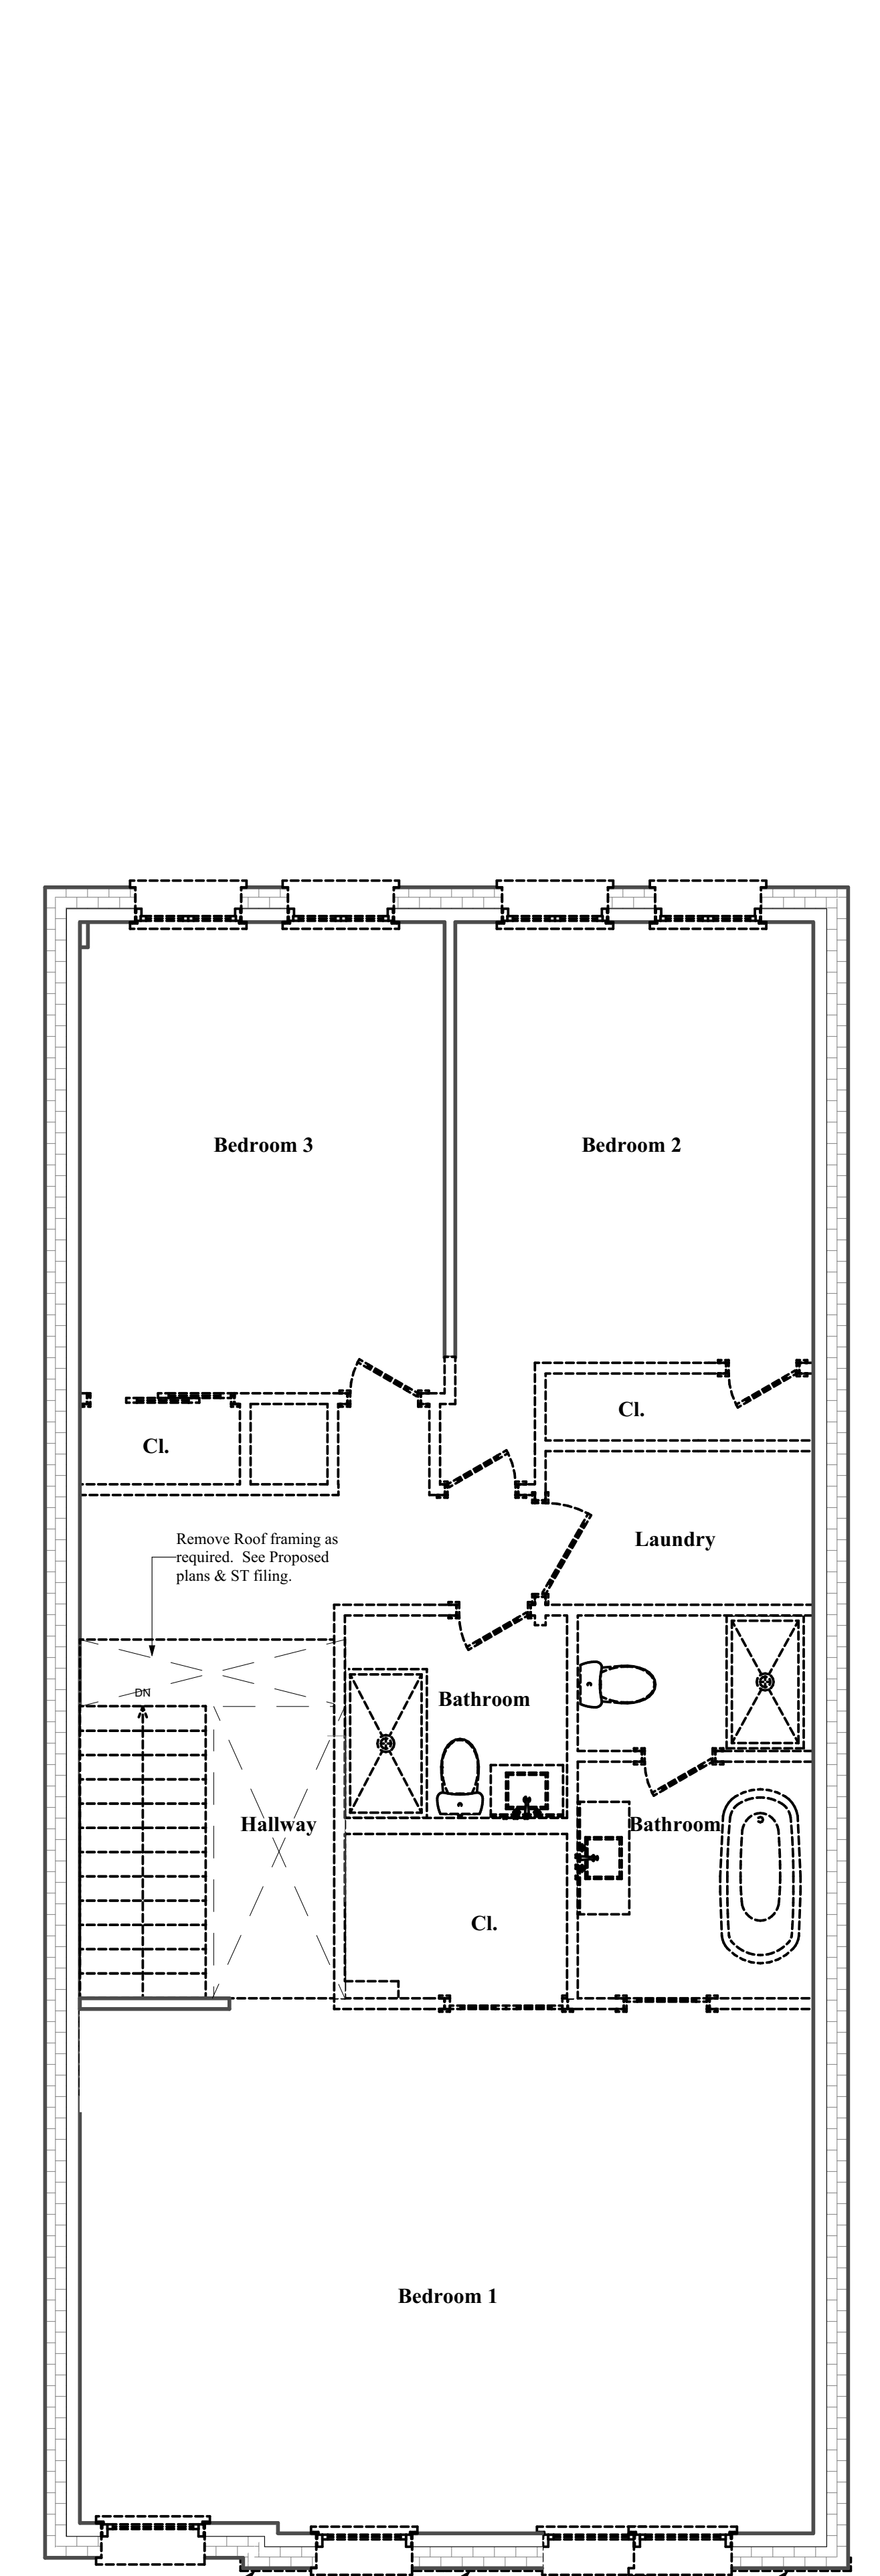 Bedroom 3
Bedroom 2
Cl.
Cl.
Remove Roof framing as
required.  See Proposed
plans & ST filing.
Laundry
DN
Bathroom
Hallway
Bathroom
Cl.
Bedroom 1